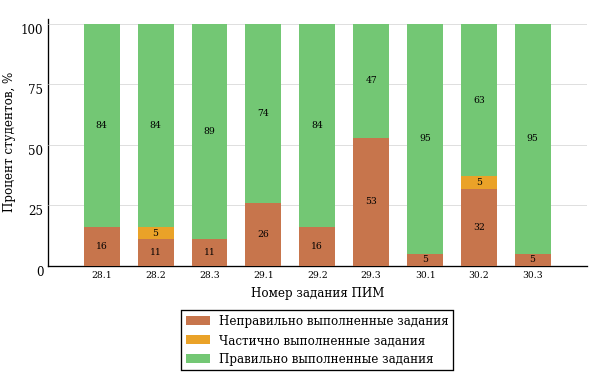 100
75
50
25
0
Процент студентов, %
84 84 89 74 84 47 95 63 95
5 5
16 11 11 26 16 53 5 32 5
28.1 28.2 28.3 29.1 29.2 29.3 30.1 30.2 30.3
Номер задания ПИМ
Неправильно выполненные задания
Частично выполненные задания
Правильно выполненные задания